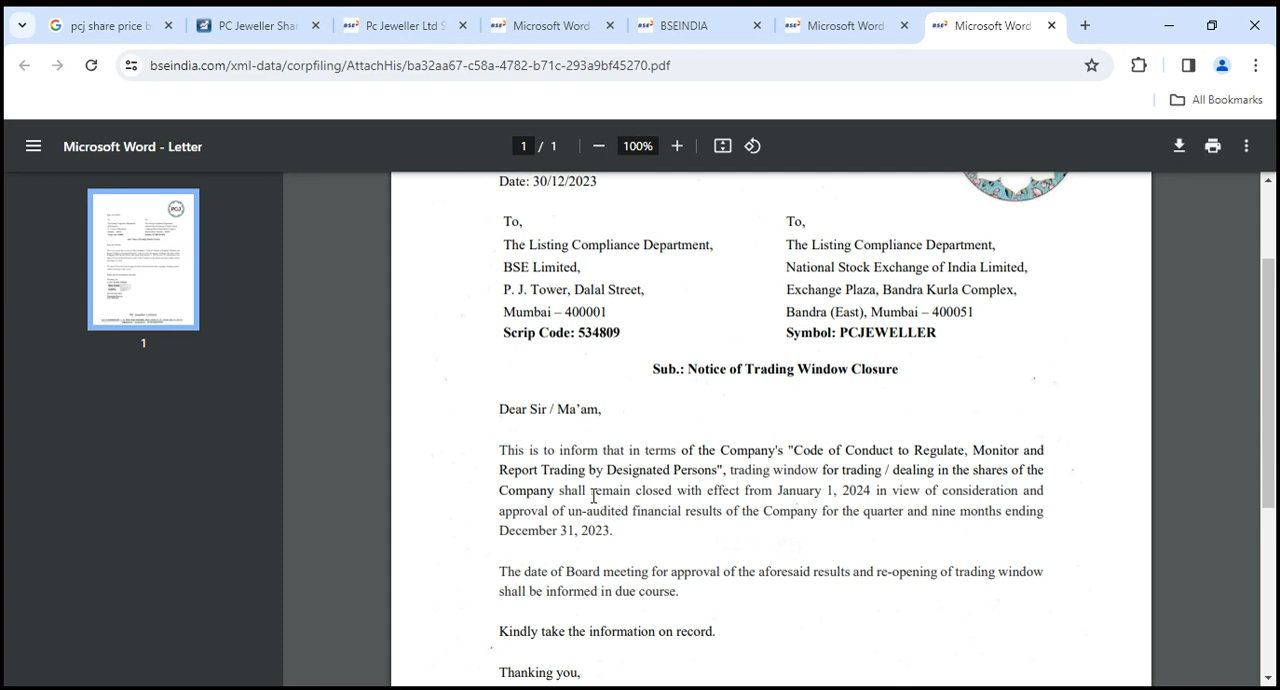 pcj share price b
PC Jeweller Shar
Pc Jeweller Ltd S
Microsoft Word
BSEINDIA
Microsoft Word
Microsoft Word
bseindia.com/xml-data/corpfiling/AttachHis/ba32aa67-c58a-4782-b71c-293a9bf45270.pdf
All Bookmarks
Microsoft Word - Letter
1 / 1
100%
1
PCJ
Date: 30/12/2023
To,
The Listing Compliance Department,
BSE Limited,
P. J. Tower, Dalal Street,
Mumbai – 400001
Scrip Code: 534809
To,
The Listing Compliance Department,
National Stock Exchange of India Limited,
Exchange Plaza, Bandra Kurla Complex,
Bandra (East), Mumbai – 400051
Symbol: PCJEWELLER
Sub.: Notice of Trading Window Closure
Dear Sir / Ma'am,
This is to inform that in terms of the Company's "Code of Conduct to Regulate, Monitor and
Report Trading by Designated Persons", trading window for trading / dealing in the shares of the
Company shall remain closed with effect from January 1, 2024 in view of consideration and
approval of un-audited financial results of the Company for the quarter and nine months ending
December 31, 2023.
The date of Board meeting for approval of the aforesaid results and re-opening of trading window
shall be informed in due course.
Kindly take the information on record.
Thanking you,